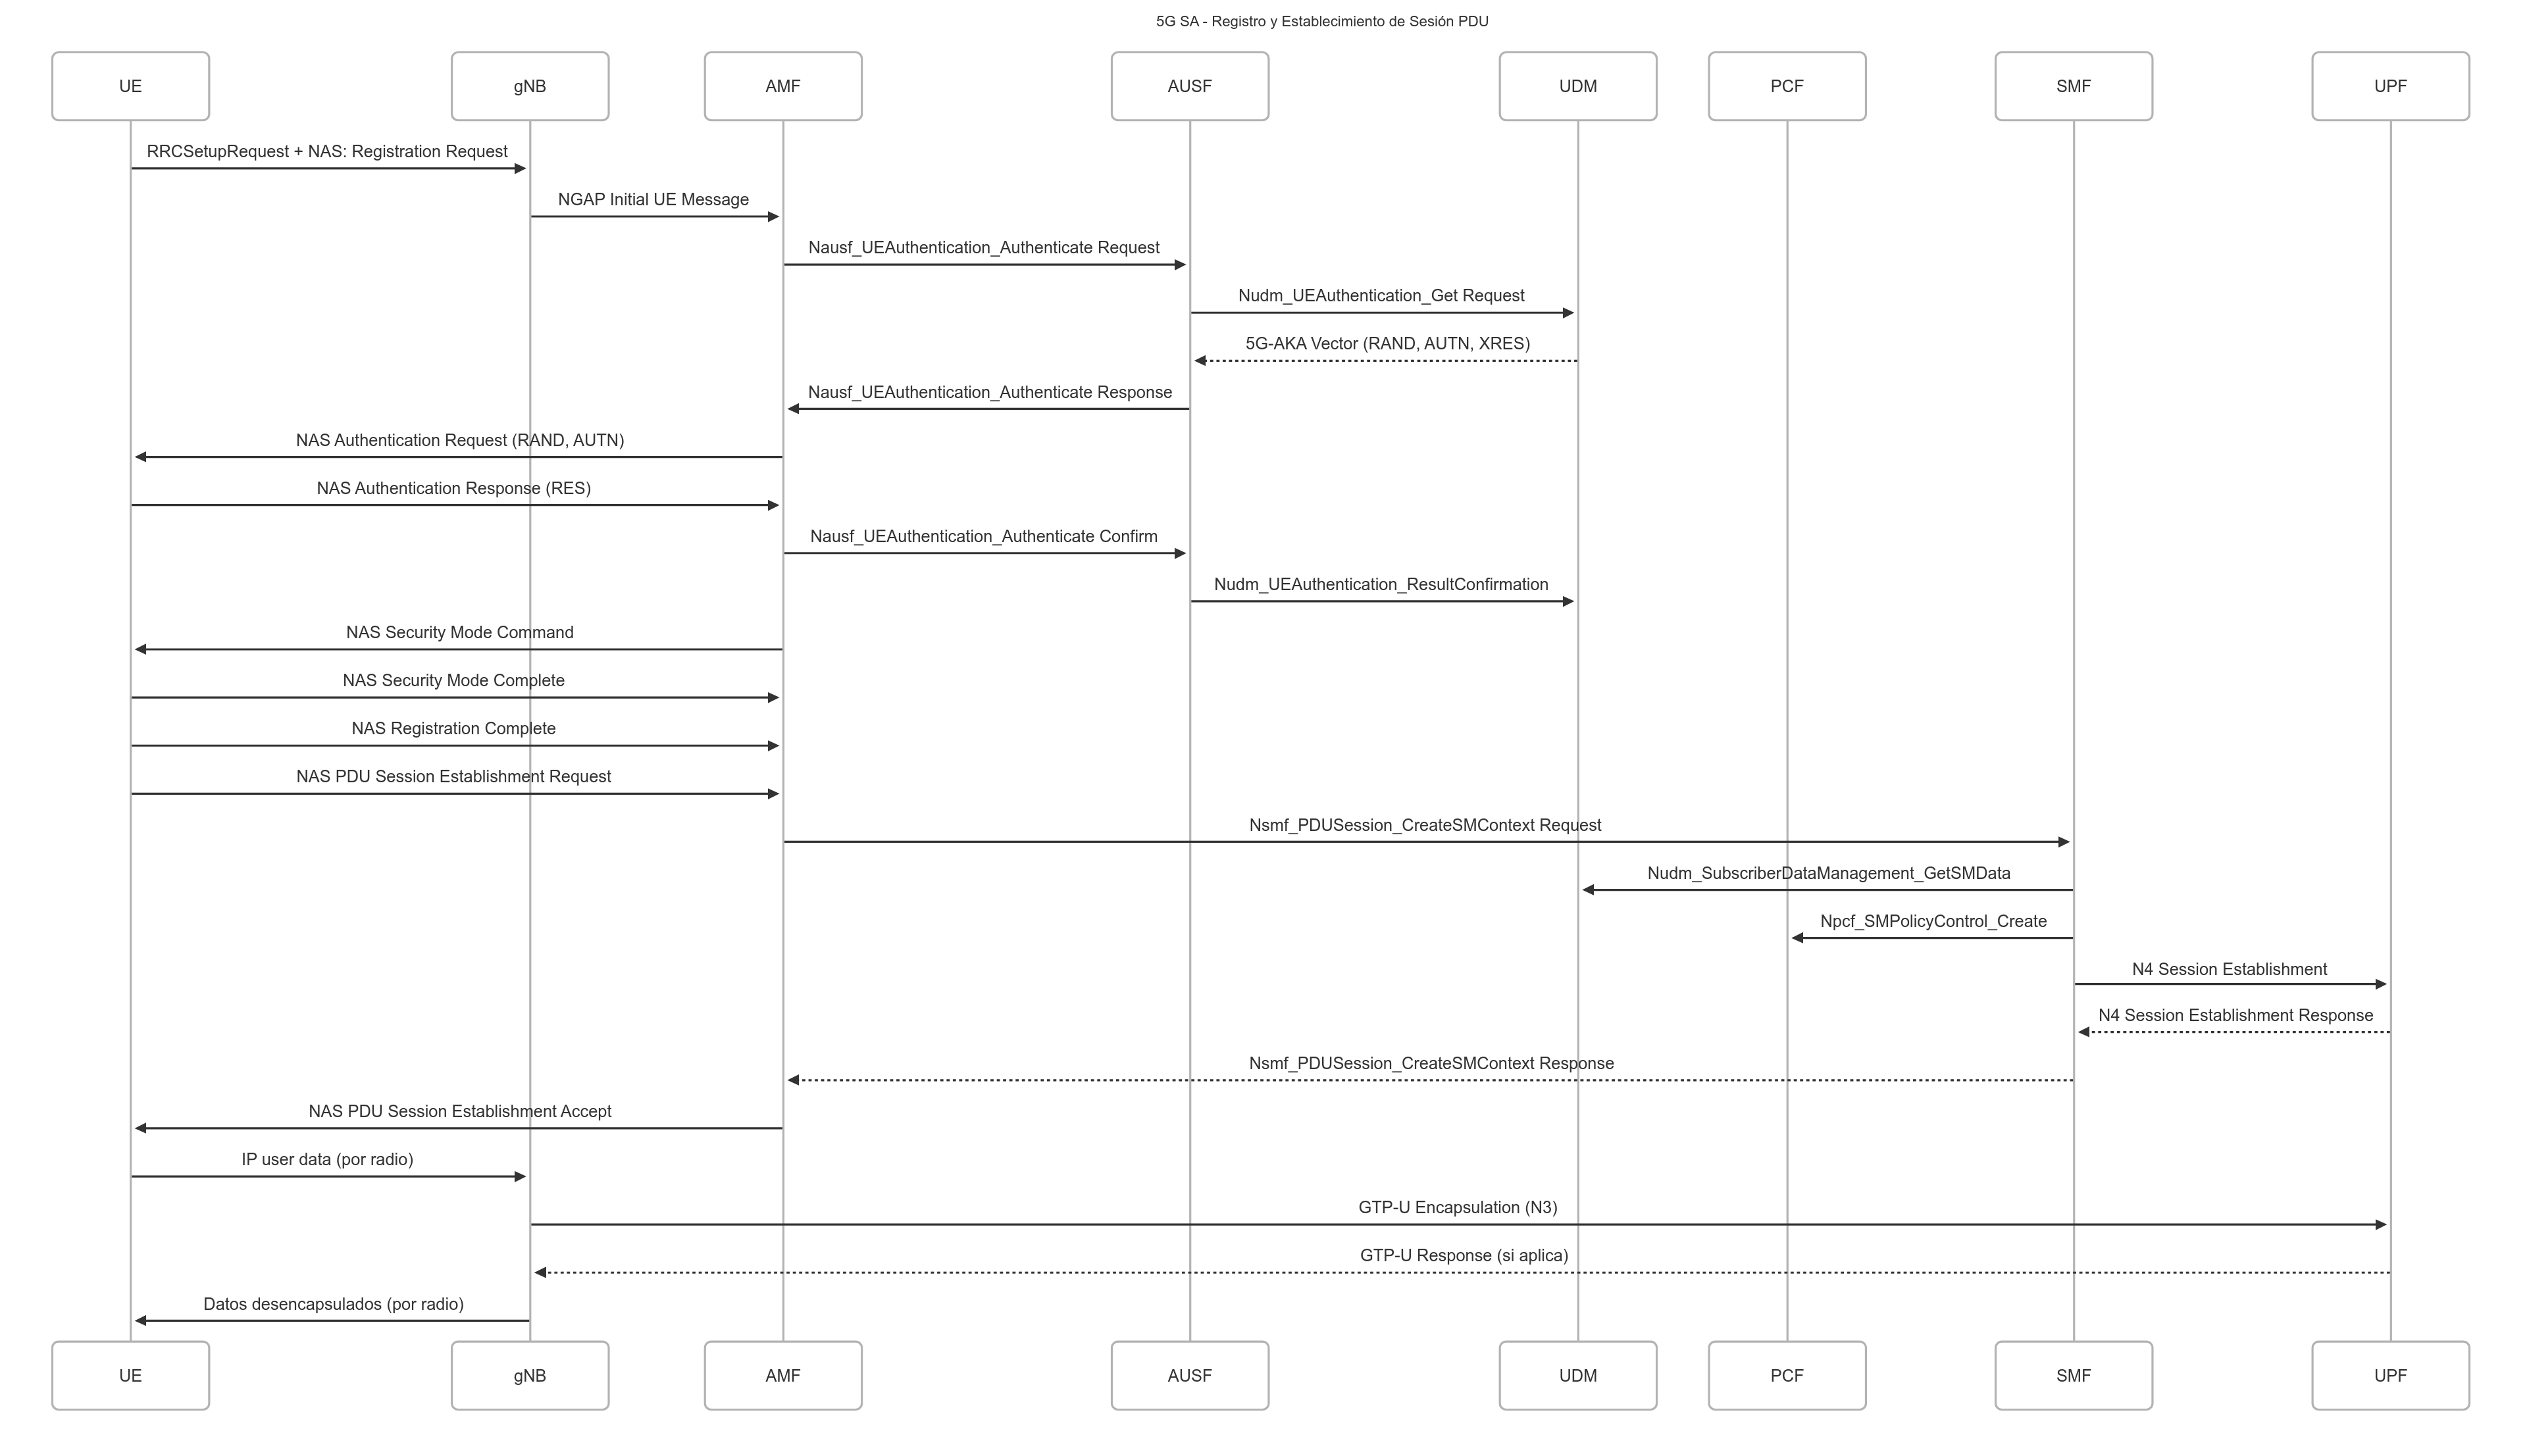 5G SA - Registro y Establecimiento de Sesión PDU
UE
gNB
AMF
AUSF
UDM
PCF
SMF
UPF
RRCSetupRequest + NAS: Registration Request
NGAP Initial UE Message
Nausf_UEAuthentication_Authenticate Request
Nudm_UEAuthentication_Get Request
5G-AKA Vector (RAND, AUTN, XRES)
Nausf_UEAuthentication_Authenticate Response
NAS Authentication Request (RAND, AUTN)
NAS Authentication Response (RES)
Nausf_UEAuthentication_Authenticate Confirm
Nudm_UEAuthentication_ResultConfirmation
NAS Security Mode Command
NAS Security Mode Complete
NAS Registration Complete
NAS PDU Session Establishment Request
Nsmf_PDUSession_CreateSMContext Request
Nudm_SubscriberDataManagement_GetSMData
Npcf_SMPolicyControl_Create
N4 Session Establishment
N4 Session Establishment Response
Nsmf_PDUSession_CreateSMContext Response
NAS PDU Session Establishment Accept
IP user data (por radio)
GTP-U Encapsulation (N3)
GTP-U Response (si aplica)
Datos desencapsulados (por radio)
UE
gNB
AMF
AUSF
UDM
PCF
SMF
UPF